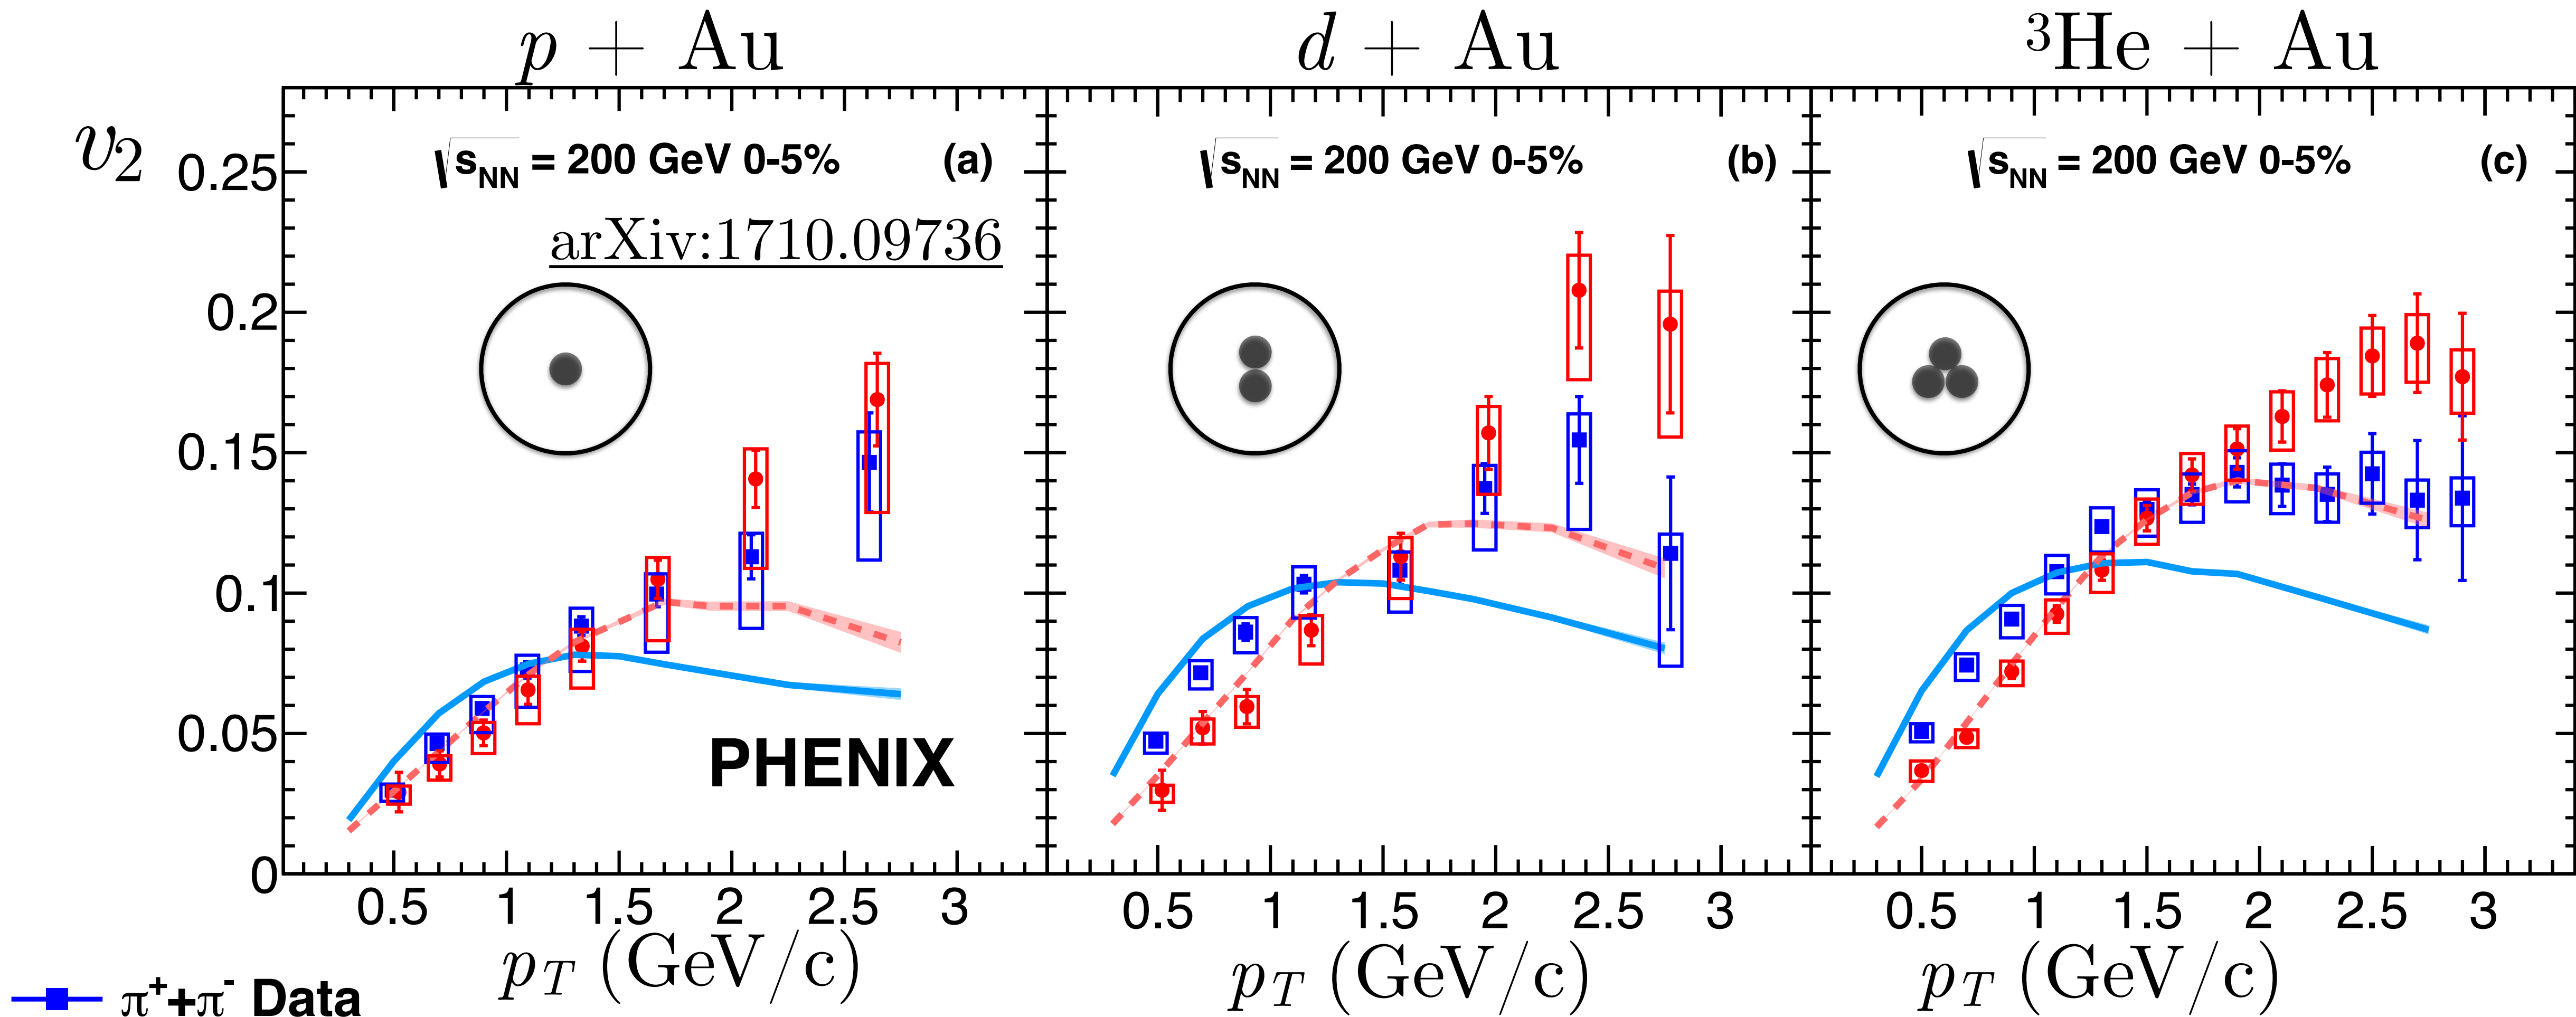 p + Au
d + Au
³He + Au
v₂
√sNN = 200 GeV 0-5% (a)
√sNN = 200 GeV 0-5% (b)
√sNN = 200 GeV 0-5% (c)
arXiv:1710.09736
0.25
0.2
0.15
0.1
0.05
0
PHENIX
0.5 1 1.5 2 2.5 3
0.5 1 1.5 2 2.5 3
0.5 1 1.5 2 2.5 3
pT (GeV/c)
pT (GeV/c)
pT (GeV/c)
π⁺+π⁻ Data